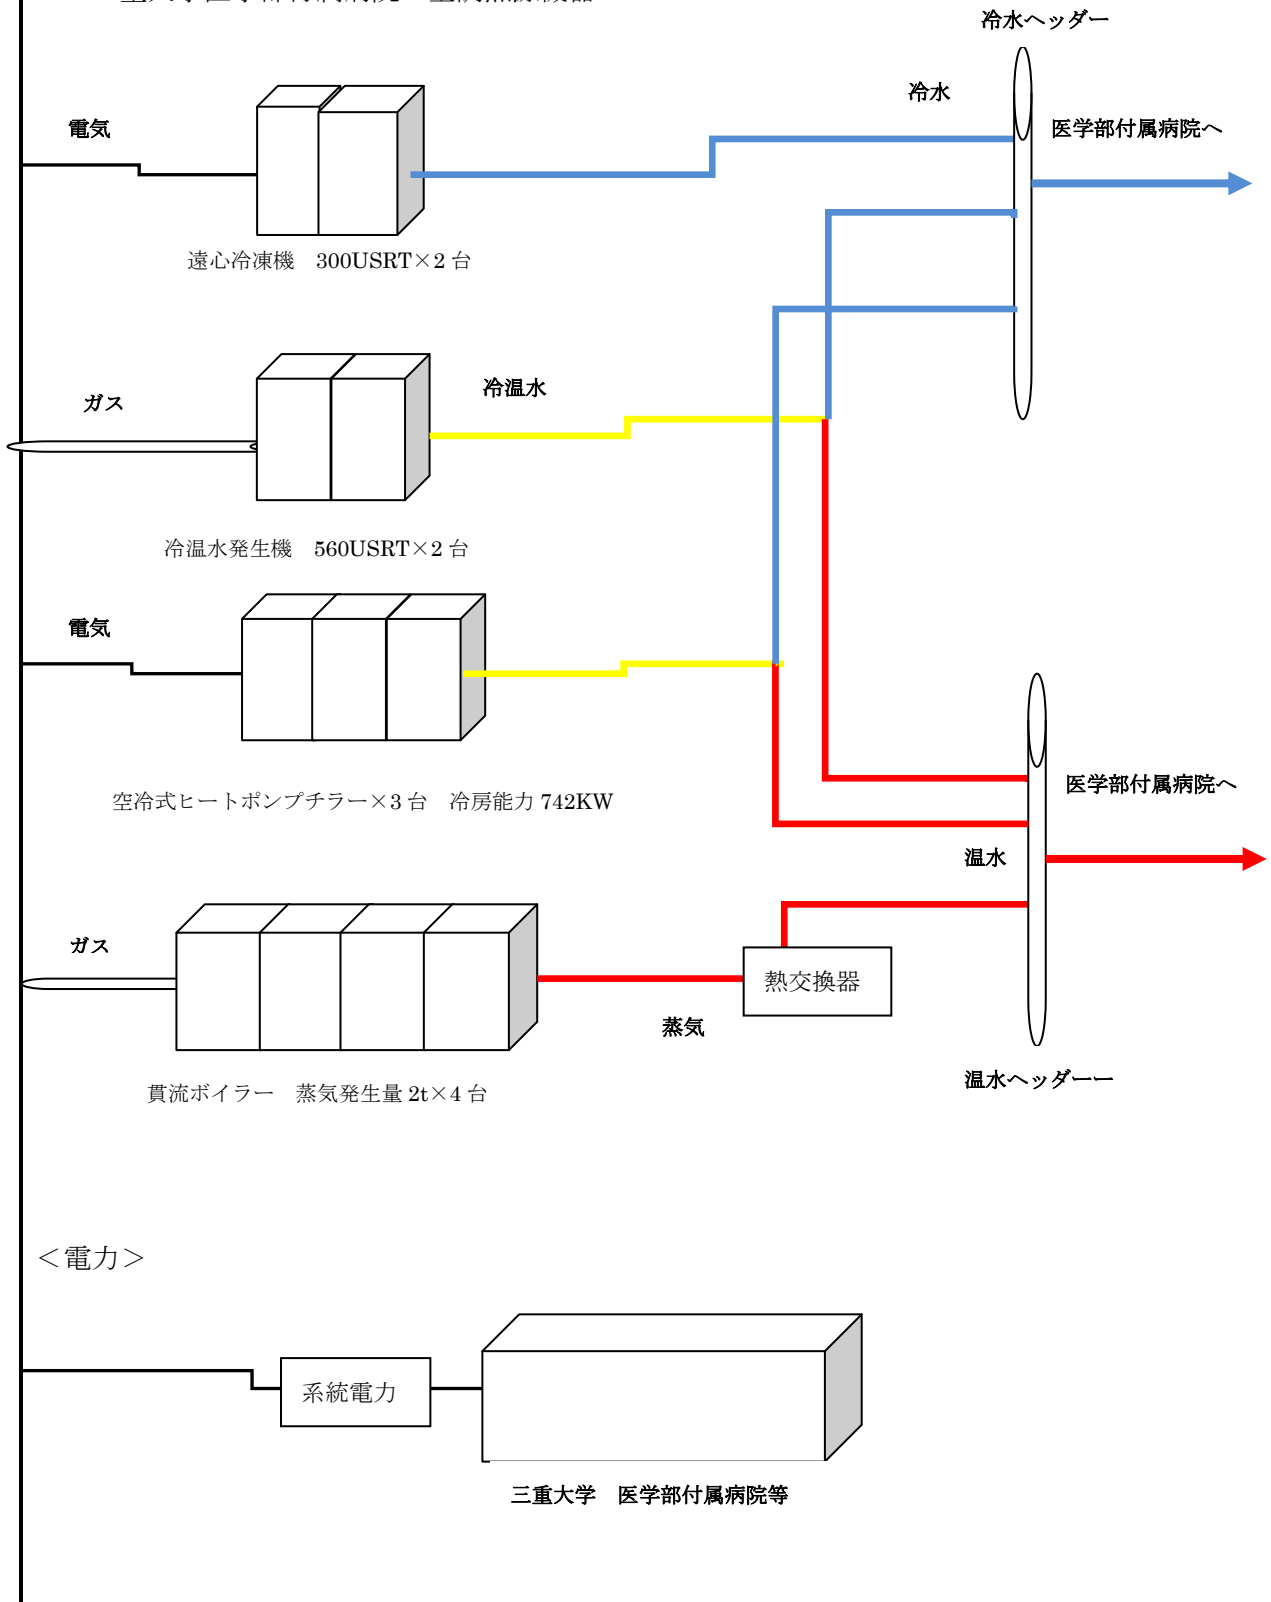 冷水ヘッダー
冷水
電気
医学部付属病院へ
遠心冷凍機　300USRT×2 台
冷温水
ガス
冷温水発生機　560USRT×2 台
電気
医学部付属病院へ
空冷式ヒートポンプチラー×3 台　冷房能力 742KW
温水
ガス
熱交換器
蒸気
温水ヘッダーー
貫流ボイラー　蒸気発生量 2t×4 台
＜電力＞
系統電力
三重大学　医学部付属病院等